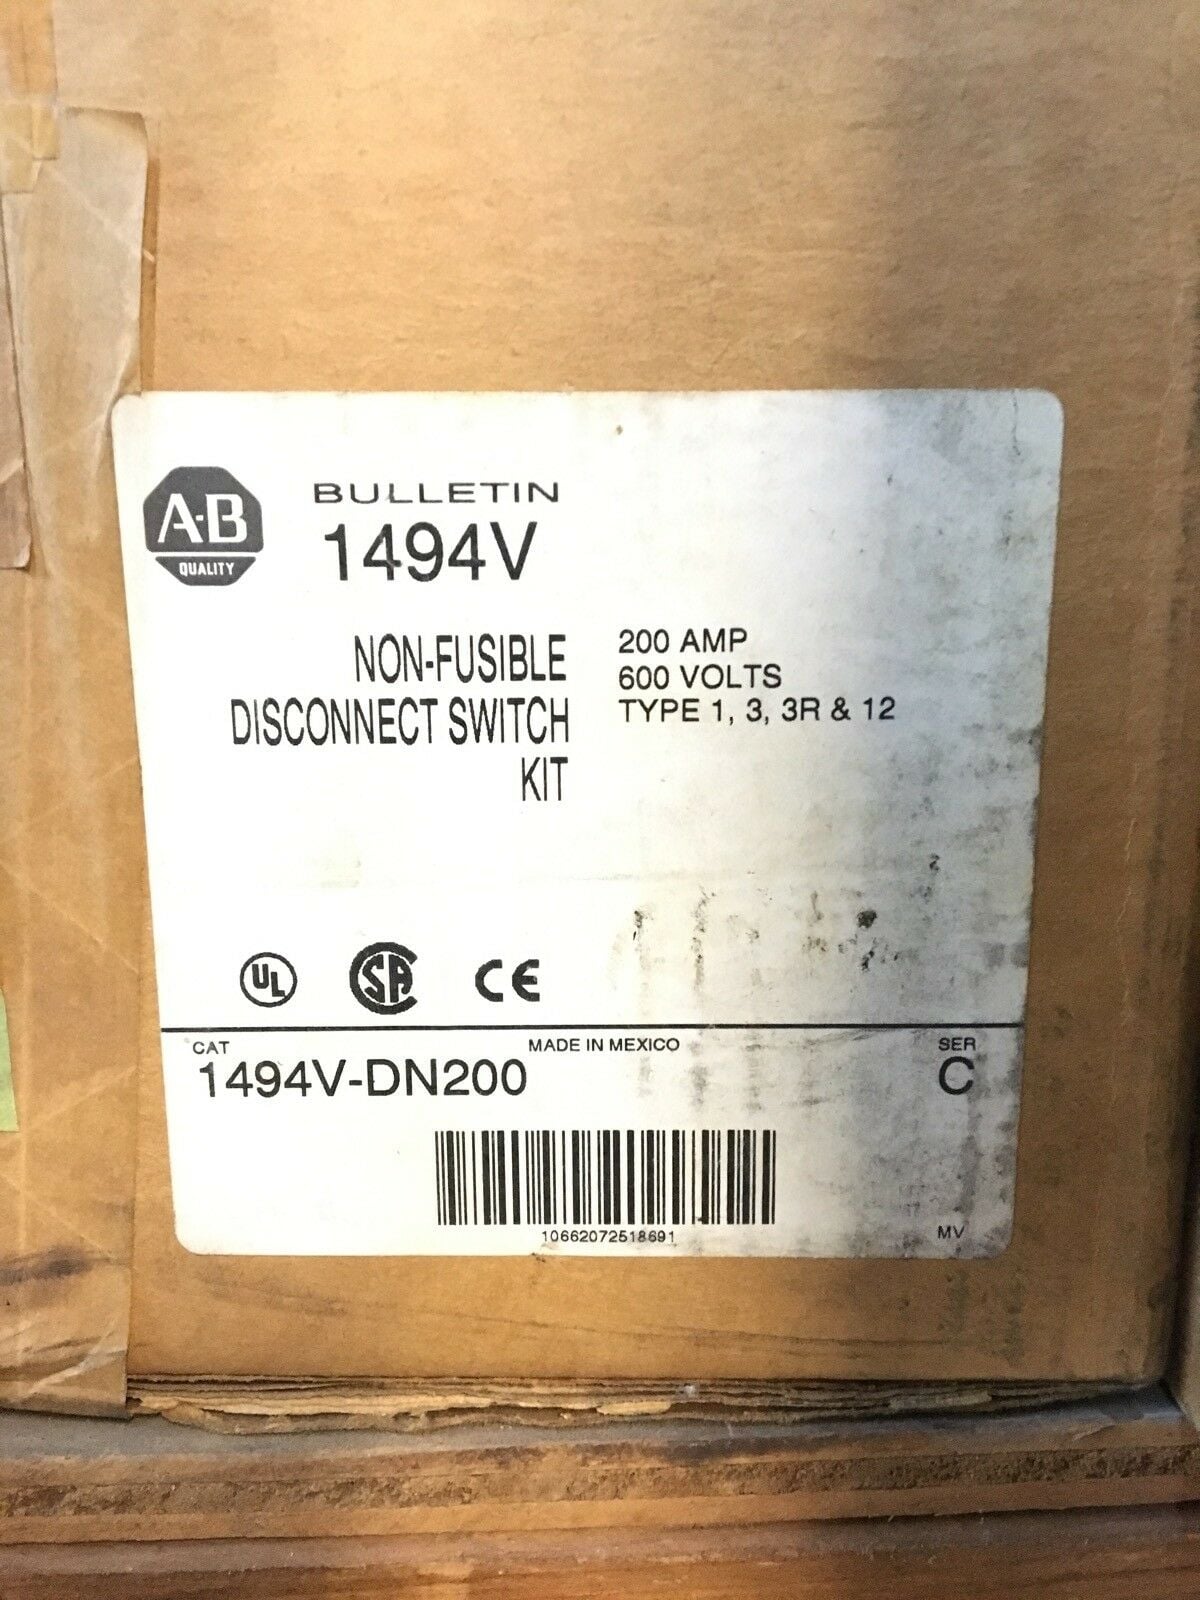 A-B
QUALITY
BULLETIN
1494V
NON-FUSIBLE
DISCONNECT SWITCH
KIT
200 AMP
600 VOLTS
TYPE 1, 3, 3R & 12
UL
SA
CE
CAT
MADE IN MEXICO
SER
1494V-DN200
C
10662072518691
MV